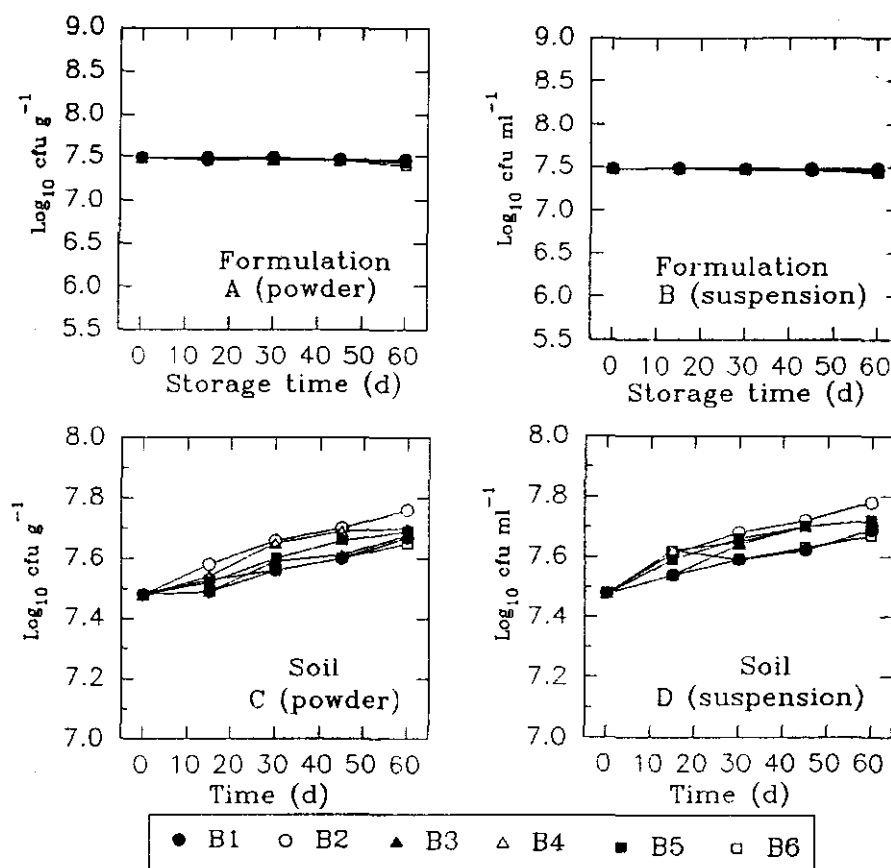 9.0
8.5
8.0
7.5
7.0
6.5
6.0
5.5
Log10 cfu g⁻¹
Formulation
A (powder)
0 10 20 30 40 50 60
Storage time (d)
9.0
8.5
8.0
7.5
7.0
6.5
6.0
5.5
Log10 cfu ml⁻¹
Formulation
B (suspension)
0 10 20 30 40 50 60
Storage time (d)
8.0
7.8
7.6
7.4
7.2
7.0
Log10 cfu g⁻¹
Soil
C (powder)
0 10 20 30 40 50 60
Time (d)
8.0
7.8
7.6
7.4
7.2
7.0
Log10 cfu ml⁻¹
Soil
D (suspension)
0 10 20 30 40 50 60
Time (d)
B1 B2 B3 B4 B5 B6